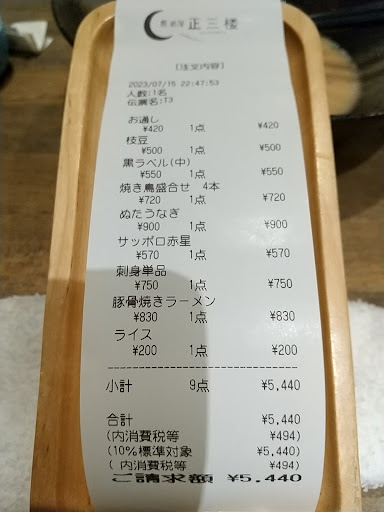 居酒屋 正三楼
[注文内容]
2023/07/15 22:47:53
人数:1名
伝票名:T3
お通し
¥420 1点 ¥420
枝豆
¥500 1点 ¥500
黒ラベル(中)
¥550 1点 ¥550
焼き鳥盛合せ 4本
¥720 1点 ¥720
ぬたうなぎ
¥900 1点 ¥900
サッポロ赤星
¥570 1点 ¥570
刺身単品
¥750 1点 ¥750
豚骨焼きラーメン
¥830 1点 ¥830
ライス
¥200 1点 ¥200
小計 9点 ¥5,440
合計 ¥5,440
(内消費税等 ¥494)
(10%標準対象 ¥5,440)
( 内消費税等 ¥494)
ご請求額 ¥5,440